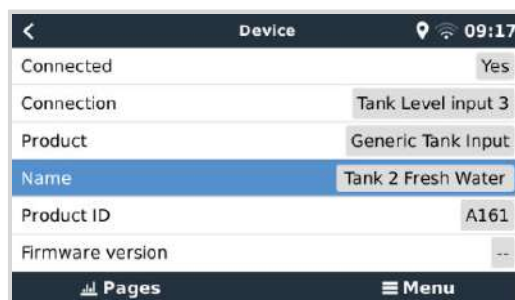 < Device 09:17
Connected Yes
Connection Tank Level input 3
Product Generic Tank Input
Name Tank 2 Fresh Water
Product ID A161
Firmware version --
Pages Menu